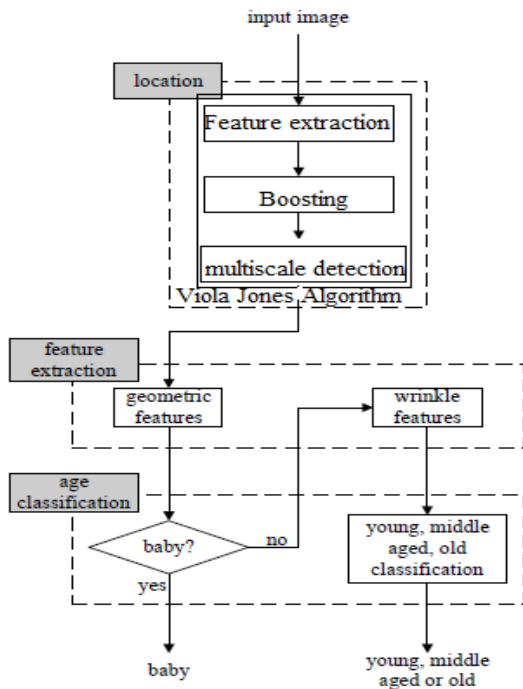 input image
location
Feature extraction
Boosting
multiscale detection
Viola Jones Algorithm
feature
extraction
geometric
features
wrinkle
features
age
classification
baby?
no
yes
young, middle
aged, old
classification
baby
young, middle
aged or old